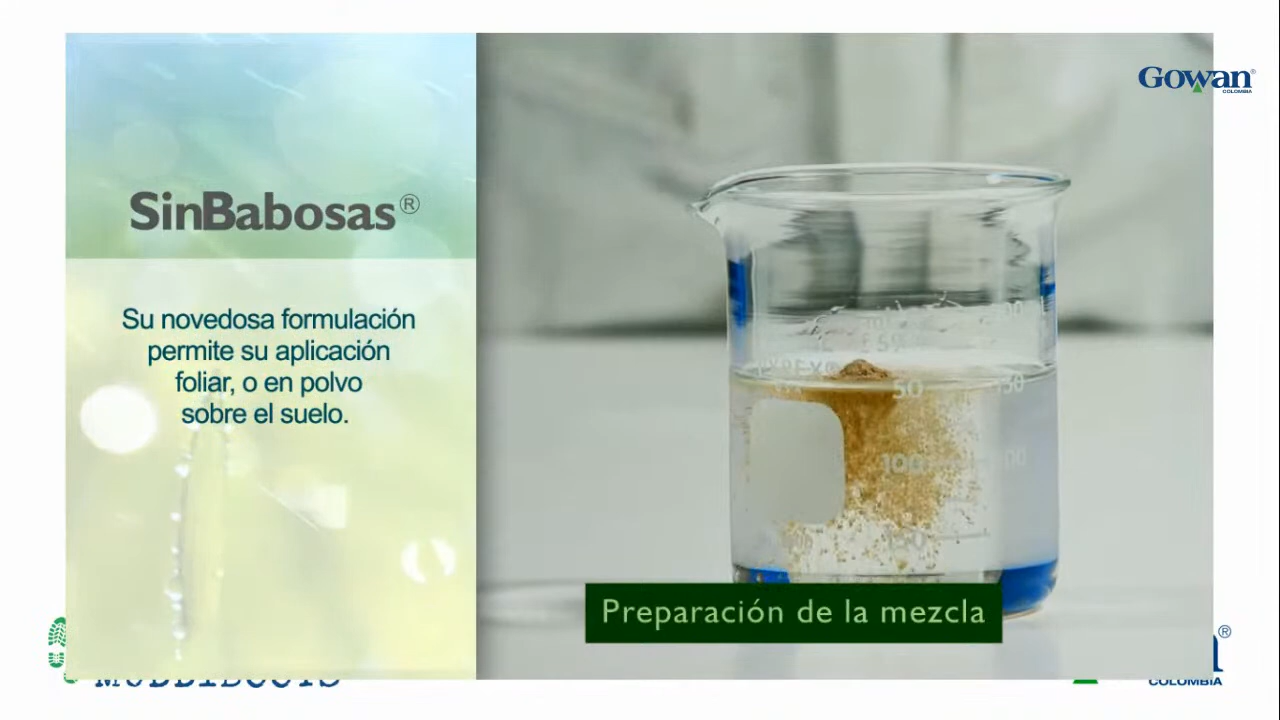 Gowan®
COLOMBIA
SinBabosas®
Su novedosa formulación
permite su aplicación
foliar, o en polvo
sobre el suelo.
50
100
Preparación de la mezcla
®
COLOMBIA